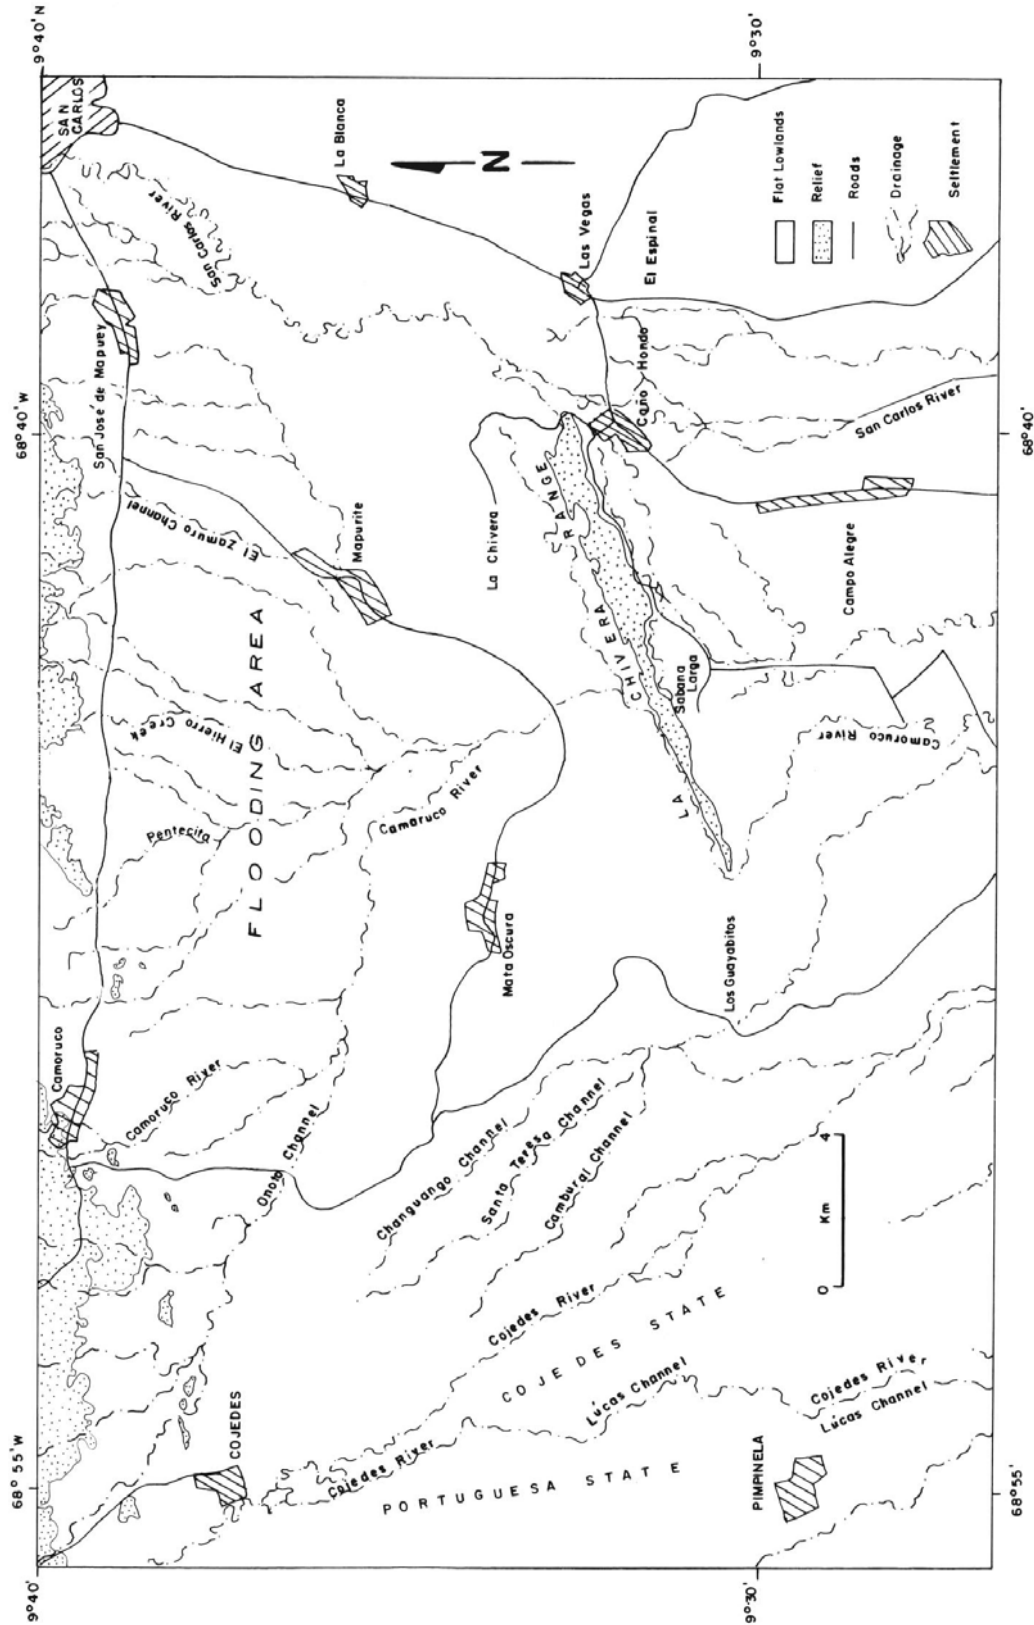 9°40'N
68°40'W
68°55'W
9°40'
9°30'
9°30'
68°40'
68°55'
SAN
CARLOS
San Carlos River
La Blanca
San José de Mapuey
El Zamuro Channel
Mapurite
FLOODING AREA
El Hierro Creek
Pentecita
Camaruco River
Camoruco
Camoruco River
Onoto Channel
Mata Oscura
La Chivera
LA CHIVERA RANGE
Las Vegas
El Espinal
Caño Hondo
San Carlos River
Campo Alegre
Sabana
Larga
Camoruco River
Los Guayabitos
Changuango Channel
Santa Teresa Channel
Cambural Channel
Cojedes River
COJEDES STATE
Lúcas Channel
Cojedes River
Lúcas Channel
COJEDES
Cojedes River
PORTUGUESA STATE
PIMPINELA
N
Flat Lowlands
Relief
Roads
Drainage
Seltlement
0 Km 4